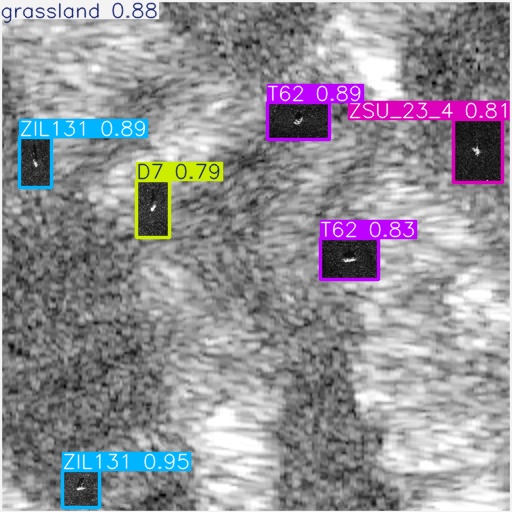 grassland 0.88
T62 0.89
ZSU_23_4 0.81
ZIL131 0.89
D7 0.79
T62 0.83
ZIL131 0.95